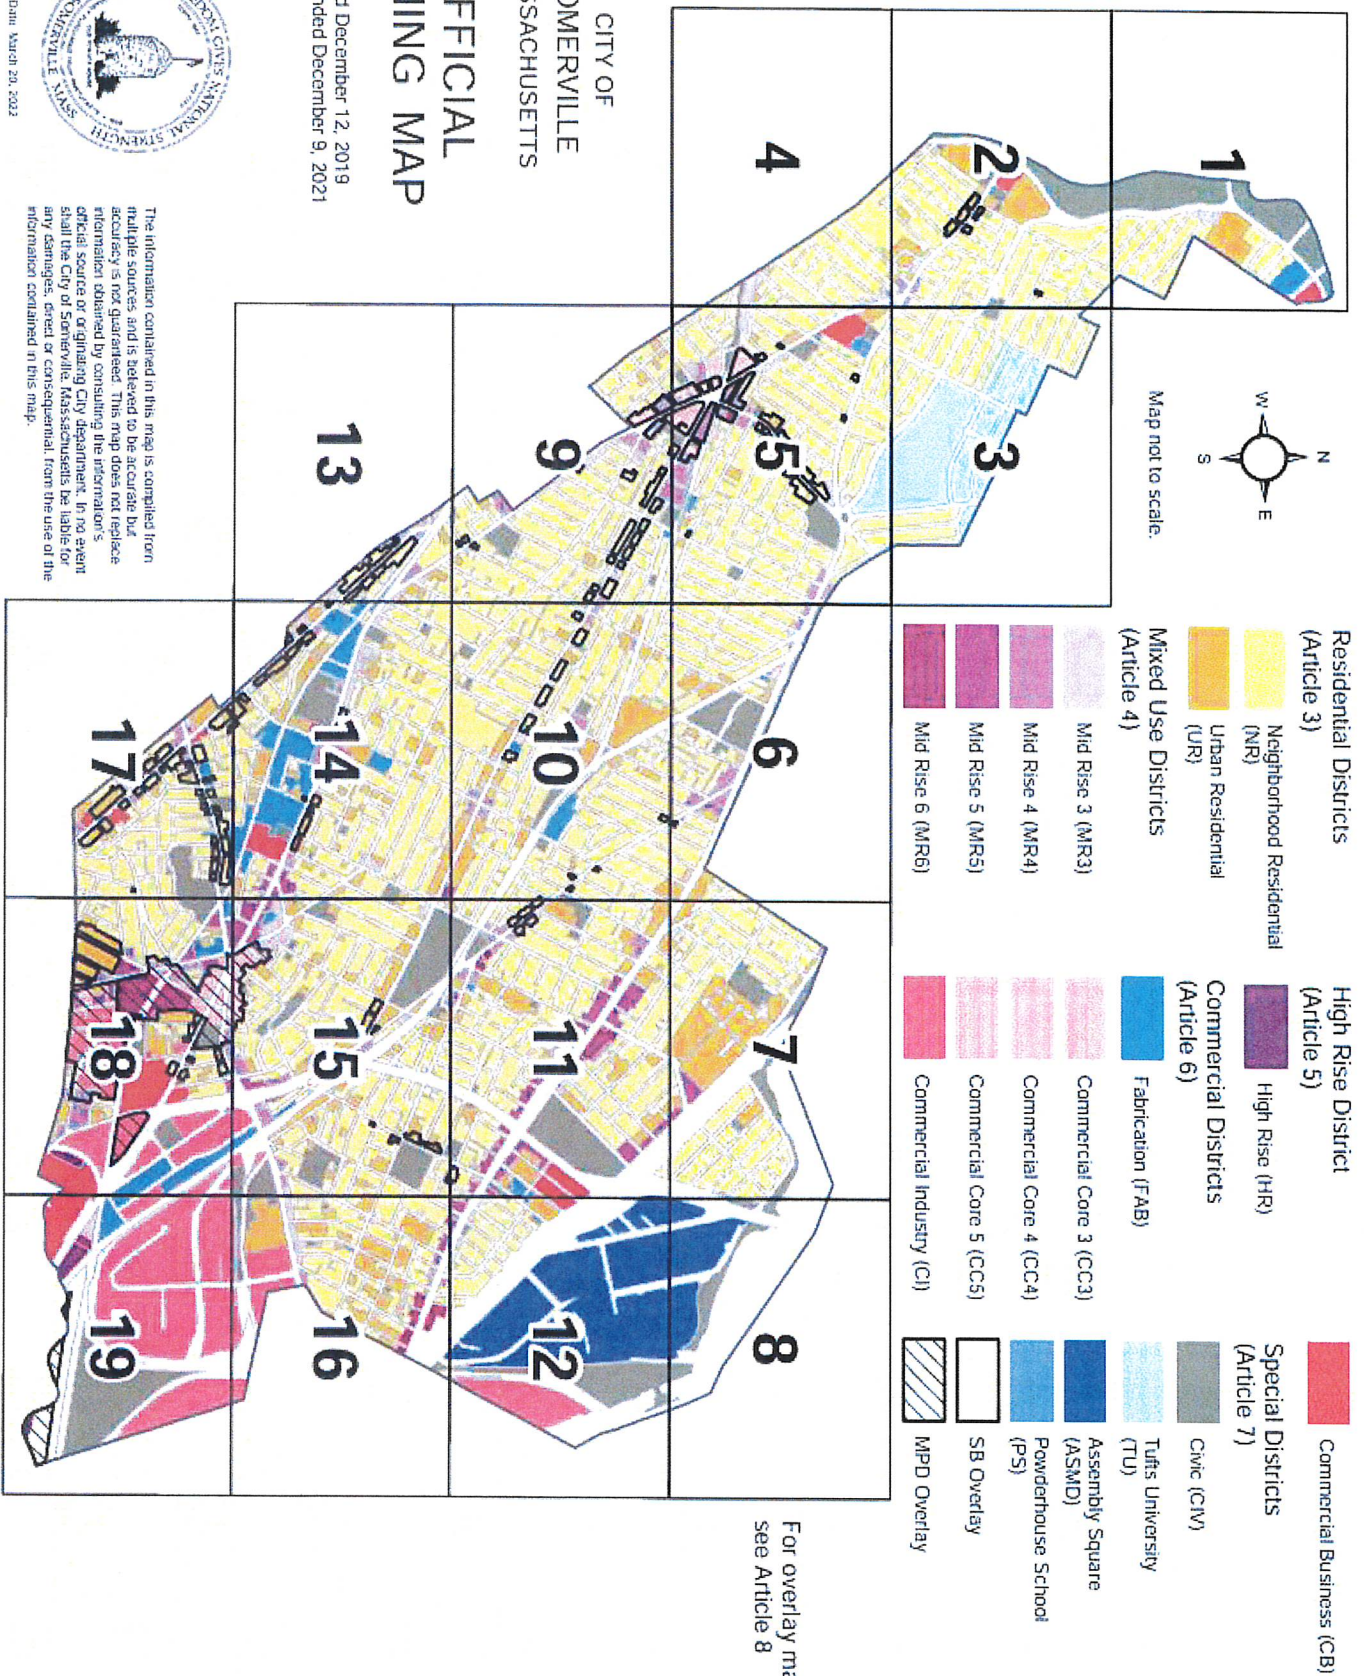 CITY OF
OMERVILLE
SSACHUSETTS
FFICIAL
ING MAP
d December 12, 2019
nded December 9, 2021
EDOM GIVES NATIONAL STRENGTH
SOMERVILLE MASS
Date March 20, 2022
The information contained in this map is compiled from
multiple sources and is believed to be accurate but
accuracy is not guaranteed. This map does not replace
information obtained by consulting the information's
official source or originating City department. In no event
shall the City of Somerville, Massachusetts be liable for
any damages, direct or consequential, from the use of the
information contained in this map.
N
W
E
S
Map not to scale.
Residential Districts
(Article 3)
Neighborhood Residential
(NR)
Urban Residential
(UR)
Mixed Use Districts
(Article 4)
Mid Rise 3 (MR3)
Mid Rise 4 (MR4)
Mid Rise 5 (MR5)
Mid Rise 6 (MR6)
High Rise District
(Article 5)
High Rise (HR)
Commercial Districts
(Article 6)
Fabrication (FAB)
Commercial Core 3 (CC3)
Commercial Core 4 (CC4)
Commercial Core 5 (CC5)
Commercial Industry (CI)
Commercial Business (CB)
Special Districts
(Article 7)
Civic (CIV)
Tufts University
(TU)
Assembly Square
(ASMD)
Powderhouse School
(PS)
SB Overlay
MPD Overlay
For overlay ma
see Article 8
1
2
3
4
5
6
7
8
9
10
11
12
13
14
15
16
17
18
19